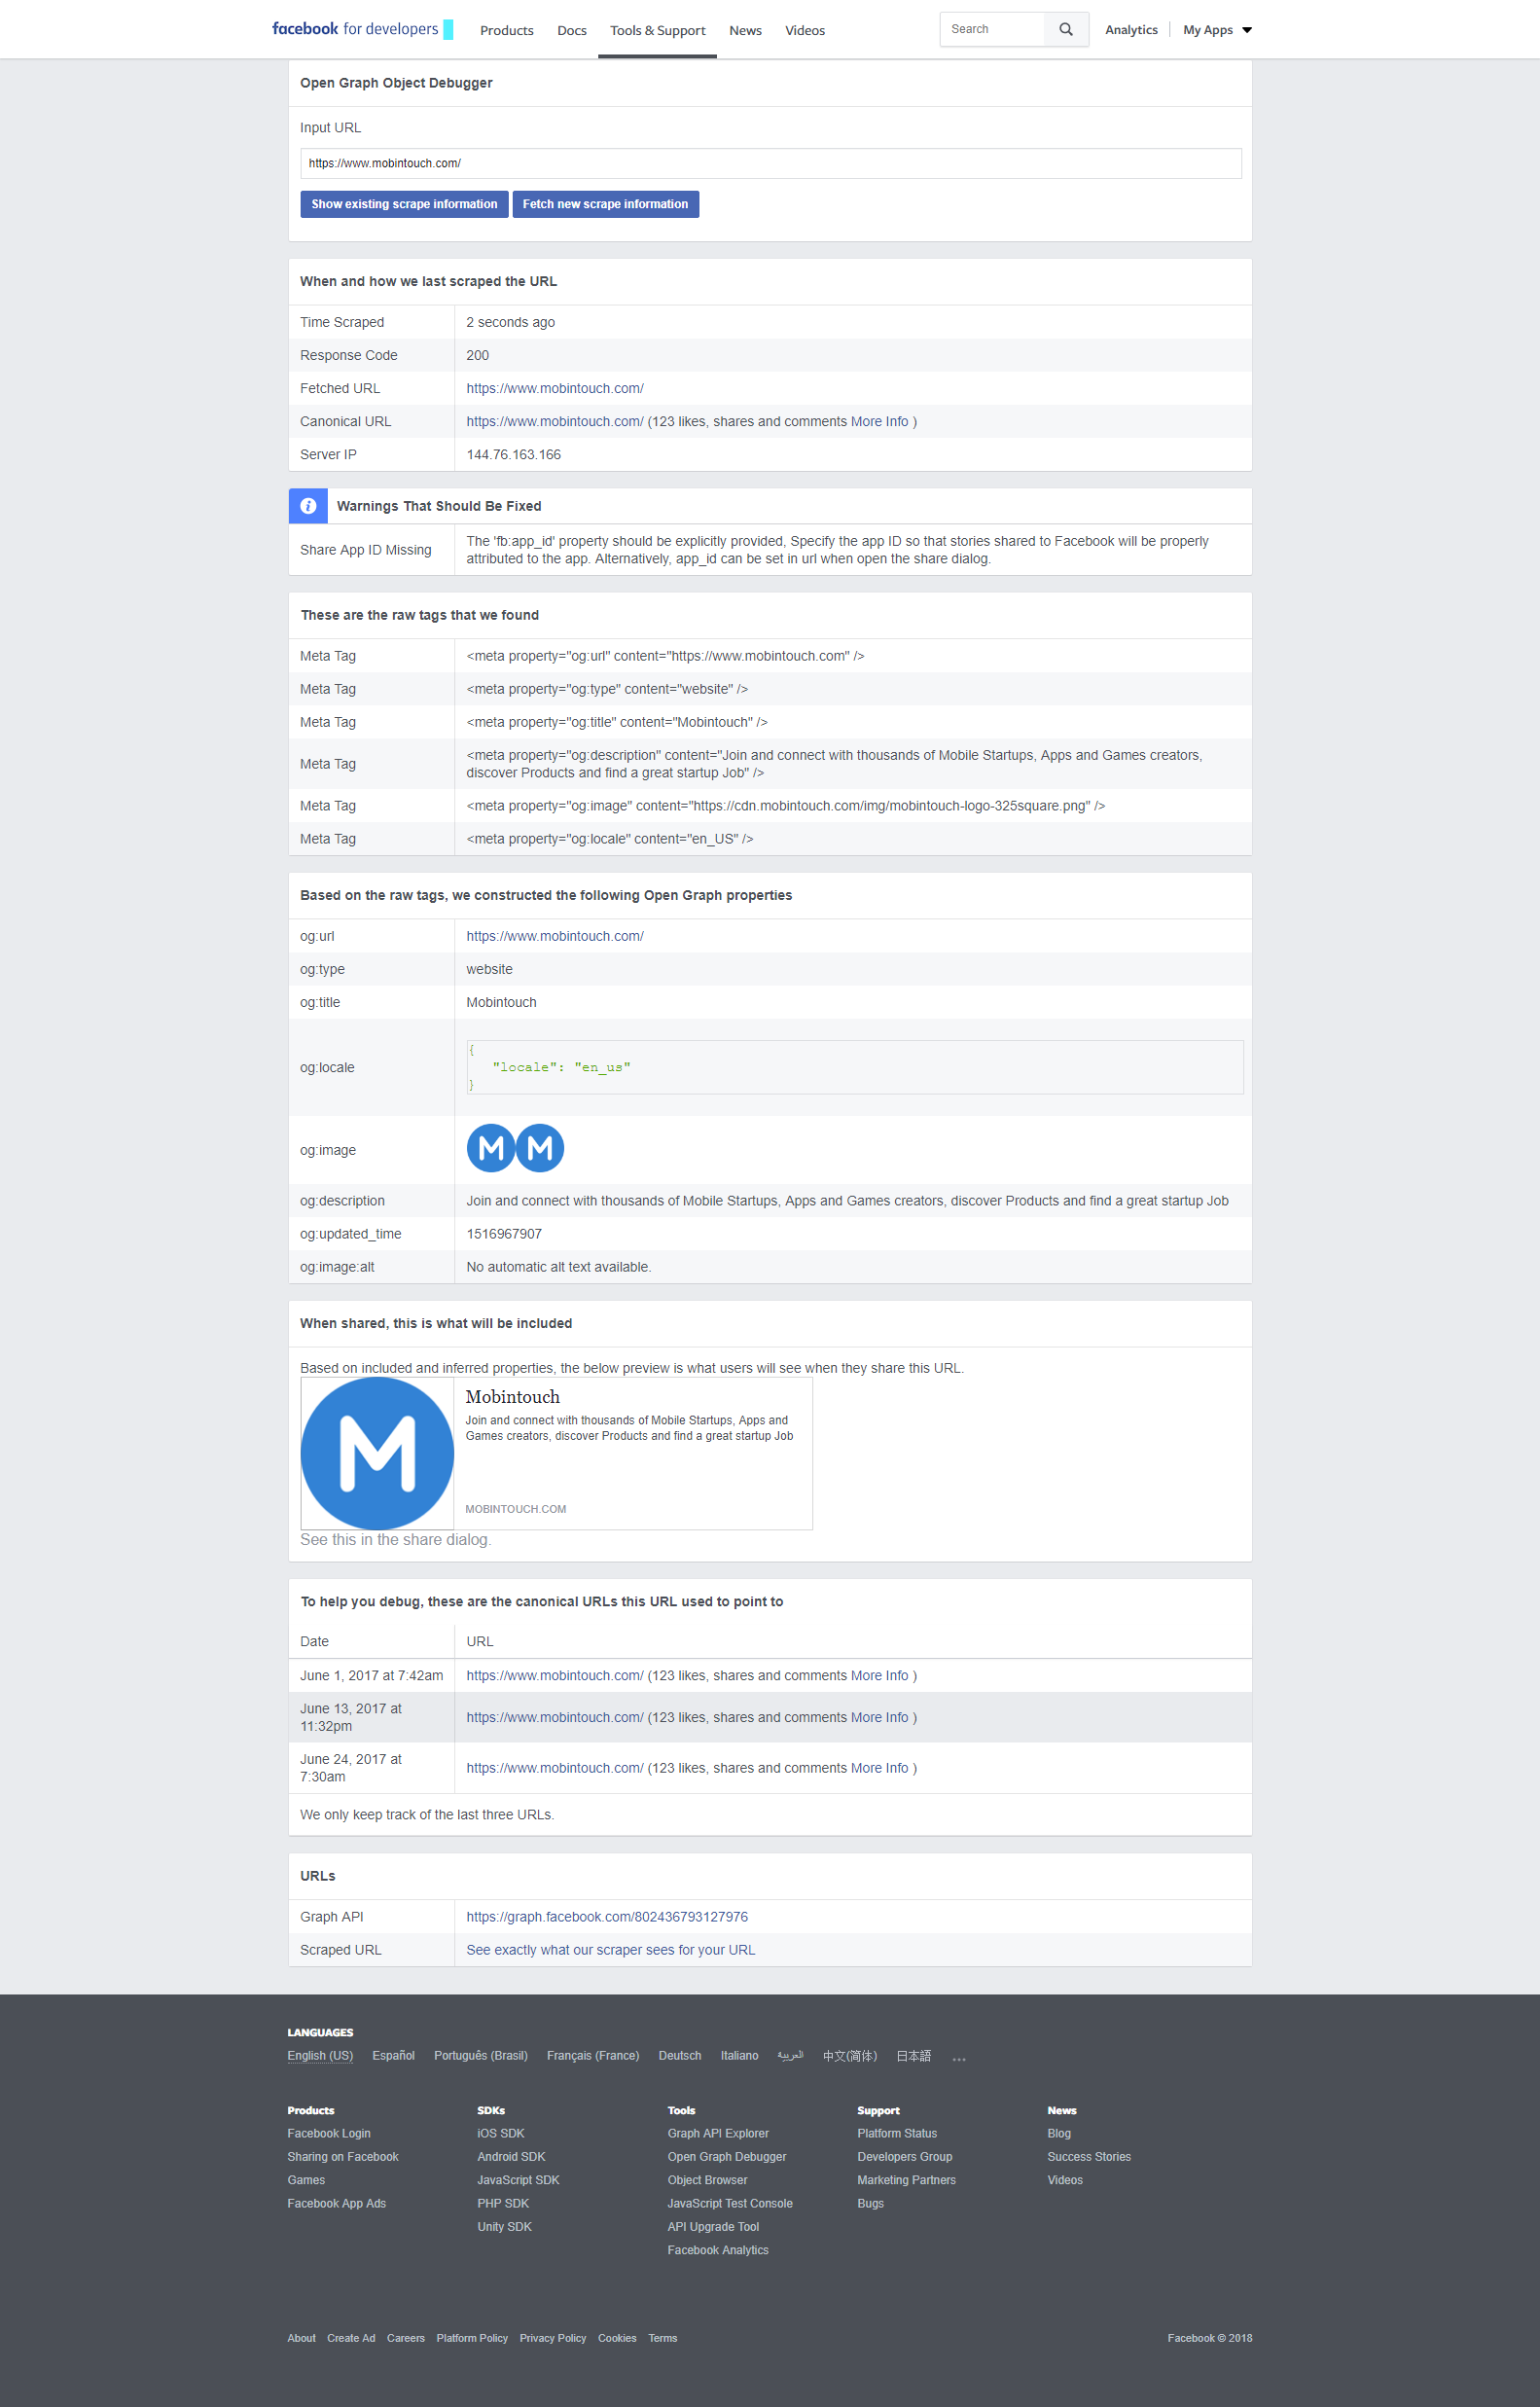 facebook for developers Products Docs Tools & Support News Videos Search Analytics My Apps
Open Graph Object Debugger
Input URL
https://www.mobintouch.com/
Show existing scrape information Fetch new scrape information
When and how we last scraped the URL
Time Scraped 2 seconds ago
Response Code 200
Fetched URL https://www.mobintouch.com/
Canonical URL https://www.mobintouch.com/ (123 likes, shares and comments More Info )
Server IP 144.76.163.166
Warnings That Should Be Fixed
Share App ID Missing The 'fb:app_id' property should be explicitly provided, Specify the app ID so that stories shared to Facebook will be properly
attributed to the app. Alternatively, app_id can be set in url when open the share dialog.
These are the raw tags that we found
Meta Tag <meta property="og:url" content="https://www.mobintouch.com" />
Meta Tag <meta property="og:type" content="website" />
Meta Tag <meta property="og:title" content="Mobintouch" />
Meta Tag <meta property="og:description" content="Join and connect with thousands of Mobile Startups, Apps and Games creators,
discover Products and find a great startup Job" />
Meta Tag <meta property="og:image" content="https://cdn.mobintouch.com/img/mobintouch-logo-325square.png" />
Meta Tag <meta property="og:locale" content="en_US" />
Based on the raw tags, we constructed the following Open Graph properties
og:url https://www.mobintouch.com/
og:type website
og:title Mobintouch
og:locale
{
"locale": "en_us"
}
og:image M M
og:description Join and connect with thousands of Mobile Startups, Apps and Games creators, discover Products and find a great startup Job
og:updated_time 1516967907
og:image:alt No automatic alt text available.
When shared, this is what will be included
Based on included and inferred properties, the below preview is what users will see when they share this URL.
M
Mobintouch
Join and connect with thousands of Mobile Startups, Apps and
Games creators, discover Products and find a great startup Job
MOBINTOUCH.COM
See this in the share dialog.
To help you debug, these are the canonical URLs this URL used to point to
Date URL
June 1, 2017 at 7:42am https://www.mobintouch.com/ (123 likes, shares and comments More Info )
June 13, 2017 at
11:32pm https://www.mobintouch.com/ (123 likes, shares and comments More Info )
June 24, 2017 at
7:30am https://www.mobintouch.com/ (123 likes, shares and comments More Info )
We only keep track of the last three URLs.
URLs
Graph API https://graph.facebook.com/802436793127976
Scraped URL See exactly what our scraper sees for your URL
LANGUAGES
English (US) Español Português (Brasil) Français (France) Deutsch Italiano العربية 中文(简体) 日本語 ...
Products SDKs Tools Support News
Facebook Login iOS SDK Graph API Explorer Platform Status Blog
Sharing on Facebook Android SDK Open Graph Debugger Developers Group Success Stories
Games JavaScript SDK Object Browser Marketing Partners Videos
Facebook App Ads PHP SDK JavaScript Test Console Bugs
Unity SDK API Upgrade Tool
Facebook Analytics
About Create Ad Careers Platform Policy Privacy Policy Cookies Terms Facebook © 2018